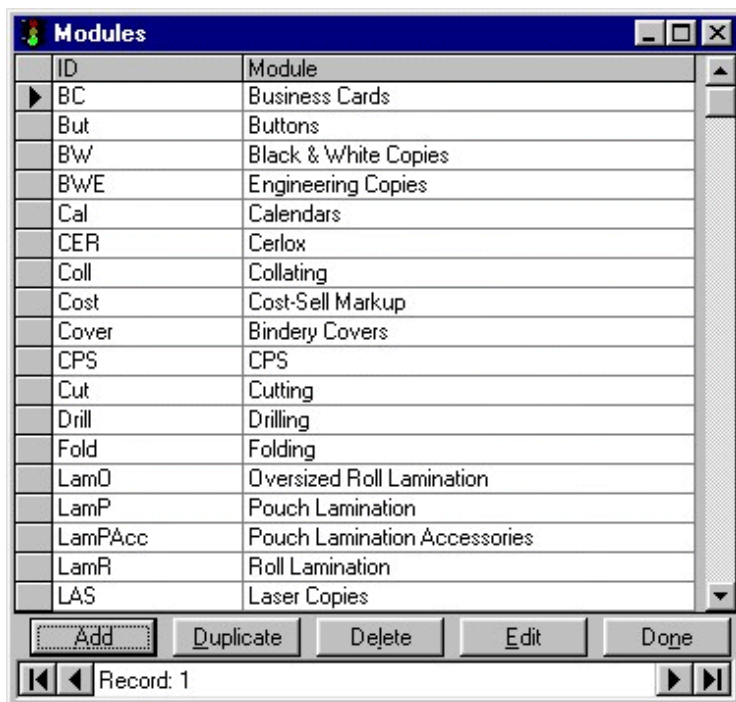 Modules
ID Module
BC Business Cards
But Buttons
BW Black & White Copies
BWE Engineering Copies
Cal Calendars
CER Cerlox
Coll Collating
Cost Cost-Sell Markup
Cover Bindery Covers
CPS CPS
Cut Cutting
Drill Drilling
Fold Folding
LamO Oversized Roll Lamination
LamP Pouch Lamination
LamPAcc Pouch Lamination Accessories
LamR Roll Lamination
LAS Laser Copies
Add Duplicate Delete Edit Done
Record: 1